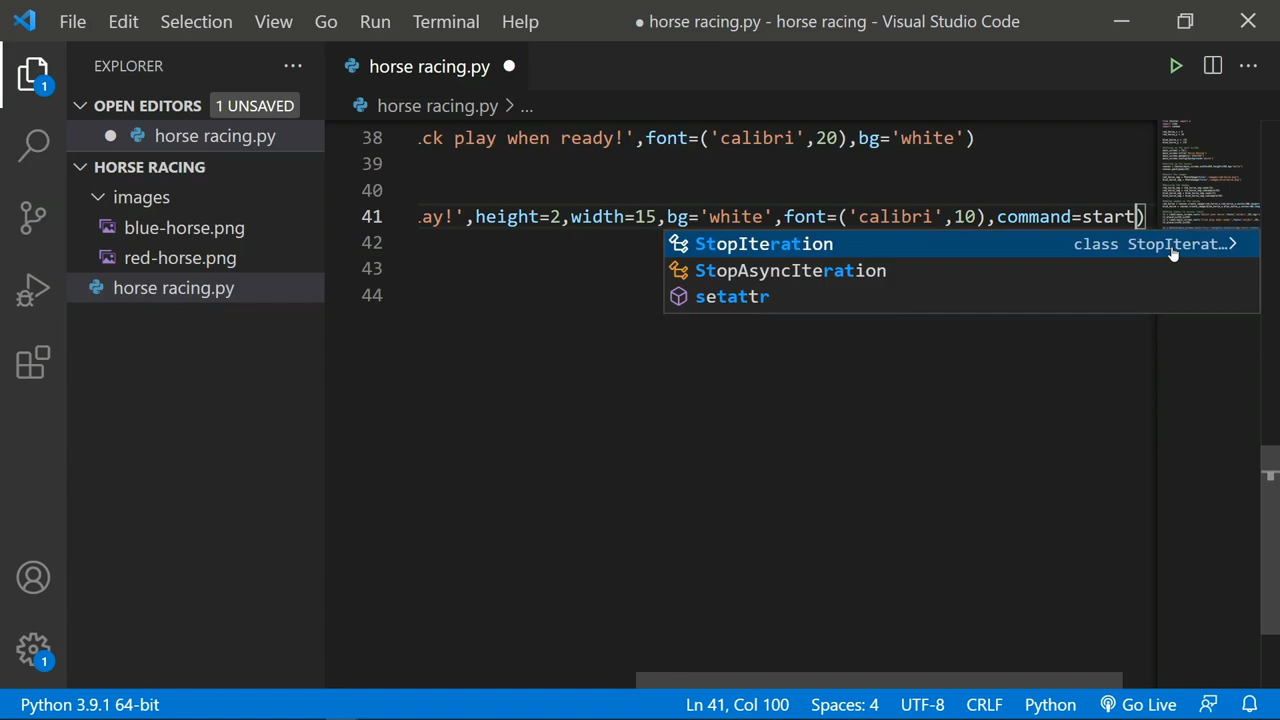 File Edit Selection View Go Run Terminal Help ● horse racing.py - horse racing - Visual Studio Code
EXPLORER
1
horse racing.py
OPEN EDITORS 1 UNSAVED
horse racing.py > ...
horse racing.py
HORSE RACING
images
blue-horse.png
red-horse.png
horse racing.py
38 .ck play when ready!',font=('calibri',20),bg='white')
39
40
41 .ay!',height=2,width=15,bg='white',font=('calibri',10),command=start)
42
43
44
StopIteration class StopIterat…
StopAsyncIteration
setattr
1
Python 3.9.1 64-bit Ln 41, Col 100 Spaces: 4 UTF-8 CRLF Python Go Live